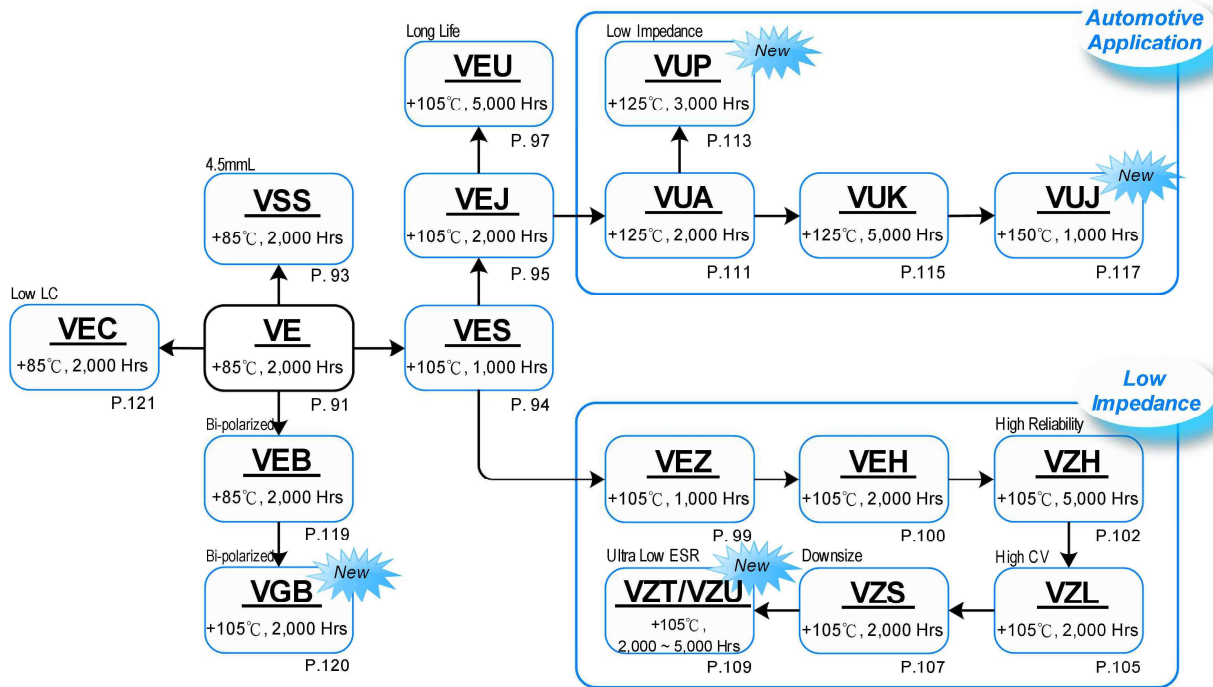 Automotive
Application
Long Life
VEU
+105℃, 5,000 Hrs
P. 97
Low Impedance
VUP
New
+125℃, 3,000 Hrs
P.113
4.5mmL
VSS
+85℃, 2,000 Hrs
P. 93
VEJ
+105℃, 2,000 Hrs
P. 95
VUA
+125℃, 2,000 Hrs
P.111
VUK
+125℃, 5,000 Hrs
P.115
VUJ
New
+150℃, 1,000 Hrs
P.117
Low LC
VEC
+85℃, 2,000 Hrs
P.121
VE
+85℃, 2,000 Hrs
P. 91
VES
+105℃, 1,000 Hrs
P. 94
Low
Impedance
Bi-polarized
VEB
+85℃, 2,000 Hrs
P.119
VEZ
+105℃, 1,000 Hrs
P. 99
VEH
+105℃, 2,000 Hrs
P.100
High Reliability
VZH
+105℃, 5,000 Hrs
P.102
Bi-polarized
VGB
New
+105℃, 2,000 Hrs
P.120
Ultra Low ESR
VZT/VZU
New
+105℃,
2,000 ~ 5,000 Hrs
P.109
Downsize
VZS
+105℃, 2,000 Hrs
P.107
High CV
VZL
+105℃, 2,000 Hrs
P.105